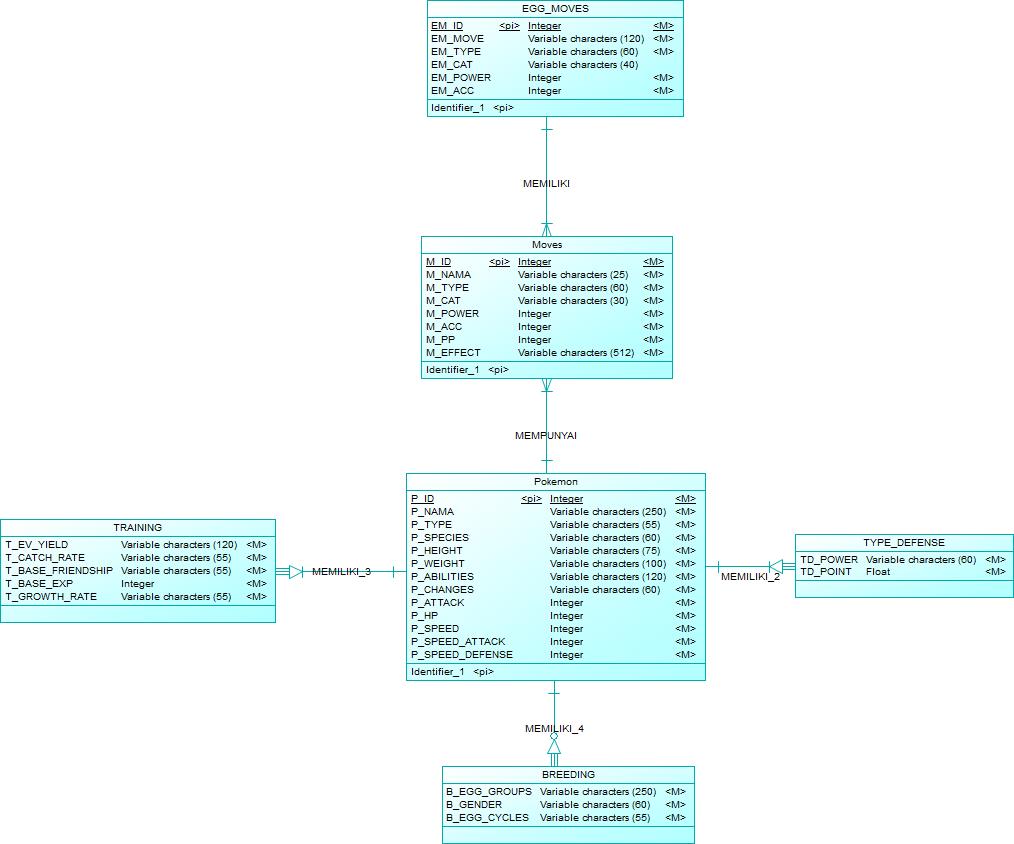 EGG_MOVES
EM_ID <pi> Integer <M>
EM_MOVE Variable characters (120) <M>
EM_TYPE Variable characters (60) <M>
EM_CAT Variable characters (40)
EM_POWER Integer <M>
EM_ACC Integer <M>
Identifier_1 <pi>
MEMILIKI
Moves
M_ID <pi> Integer <M>
M_NAMA Variable characters (25) <M>
M_TYPE Variable characters (60) <M>
M_CAT Variable characters (30) <M>
M_POWER Integer <M>
M_ACC Integer <M>
M_PP Integer <M>
M_EFFECT Variable characters (512) <M>
Identifier_1 <pi>
MEMPUNYAI
Pokemon
P_ID <pi> Integer <M>
P_NAMA Variable characters (250) <M>
P_TYPE Variable characters (55) <M>
P_SPECIES Variable characters (60) <M>
P_HEIGHT Variable characters (75) <M>
P_WEIGHT Variable characters (100) <M>
P_ABILITIES Variable characters (120) <M>
P_CHANGES Variable characters (60) <M>
P_ATTACK Integer <M>
P_HP Integer <M>
P_SPEED Integer <M>
P_SPEED_ATTACK Integer <M>
P_SPEED_DEFENSE Integer <M>
Identifier_1 <pi>
TRAINING
T_EV_YIELD Variable characters (120) <M>
T_CATCH_RATE Variable characters (55) <M>
T_BASE_FRIENDSHIP Variable characters (55) <M>
T_BASE_EXP Integer <M>
T_GROWTH_RATE Variable characters (55) <M>
MEMILIKI_3
TYPE_DEFENSE
TD_POWER Variable characters (60) <M>
TD_POINT Float <M>
MEMILIKI_2
MEMILIKI_4
BREEDING
B_EGG_GROUPS Variable characters (250) <M>
B_GENDER Variable characters (60) <M>
B_EGG_CYCLES Variable characters (55) <M>